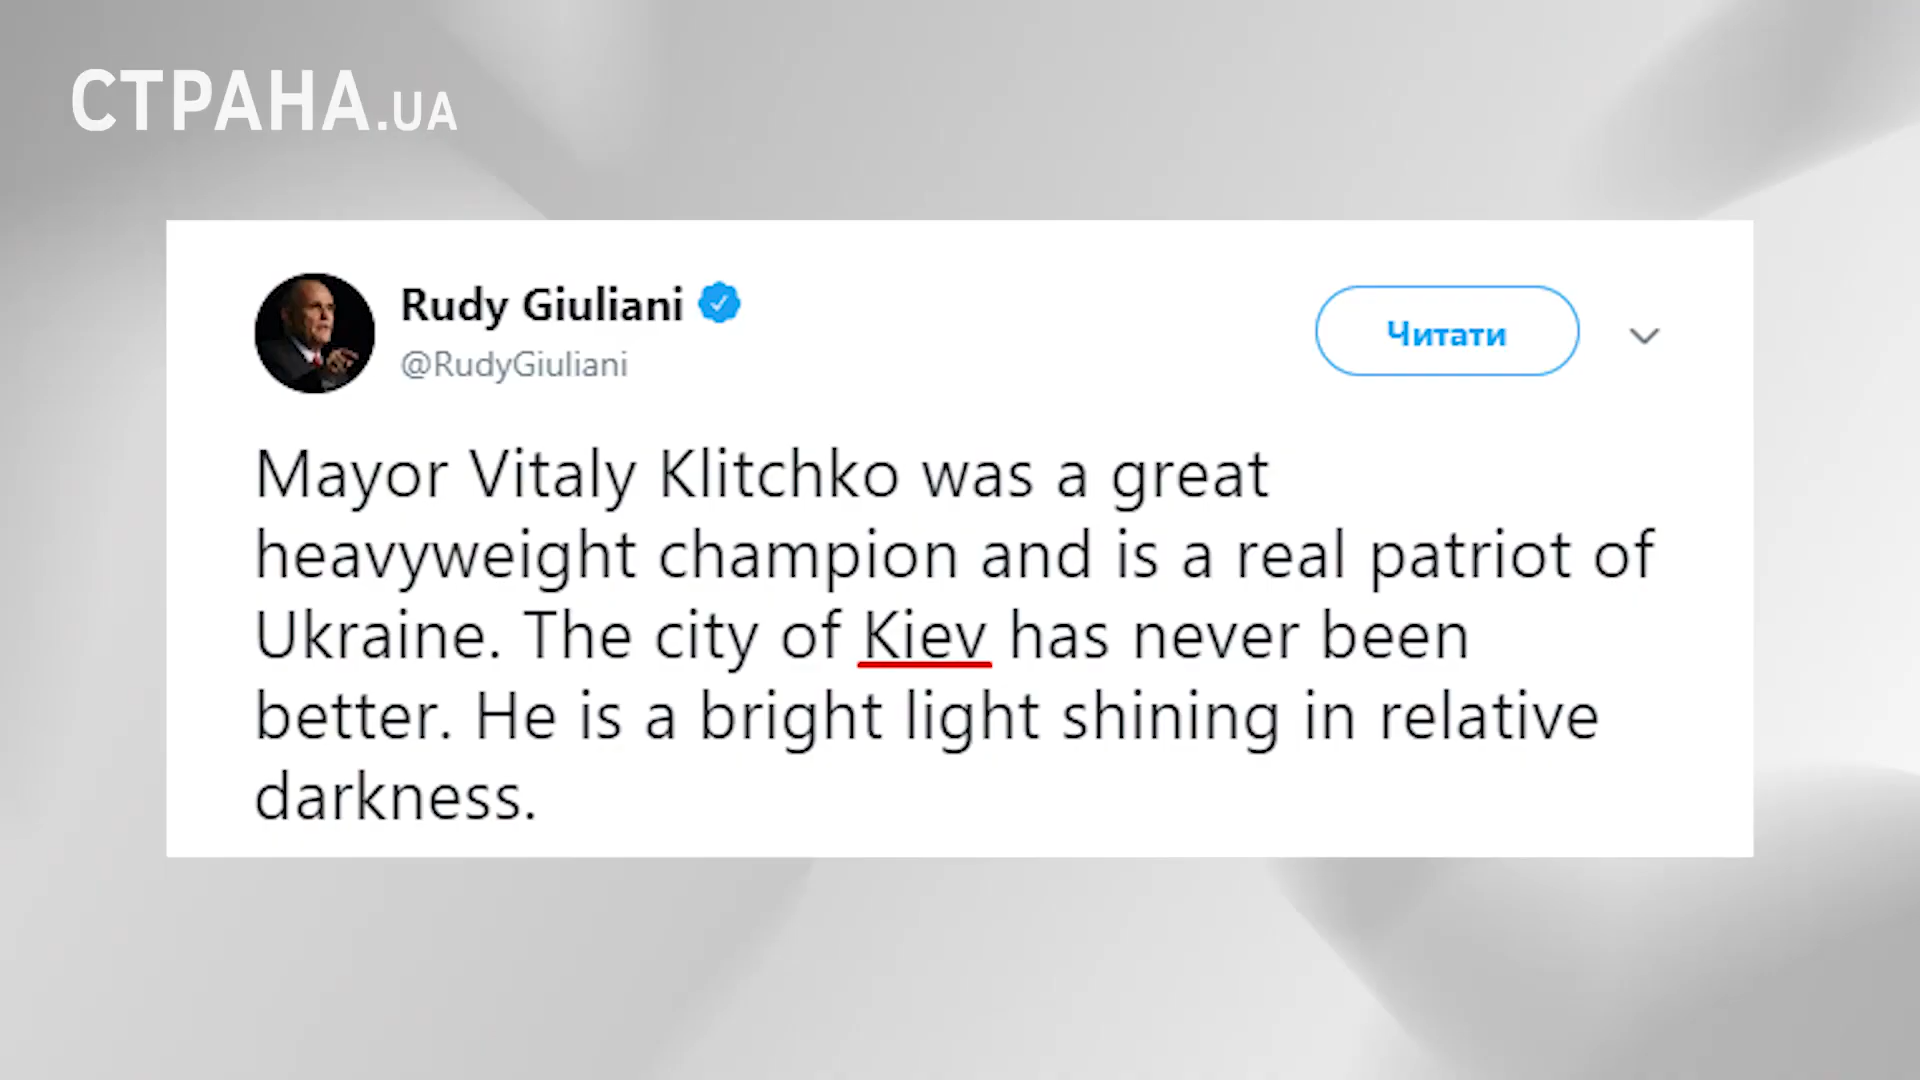 СТРАНА.UA
Rudy Giuliani
@RudyGiuliani
Читати
Mayor Vitaly Klitchko was a great
heavyweight champion and is a real patriot of
Ukraine. The city of Kiev has never been
better. He is a bright light shining in relative
darkness.